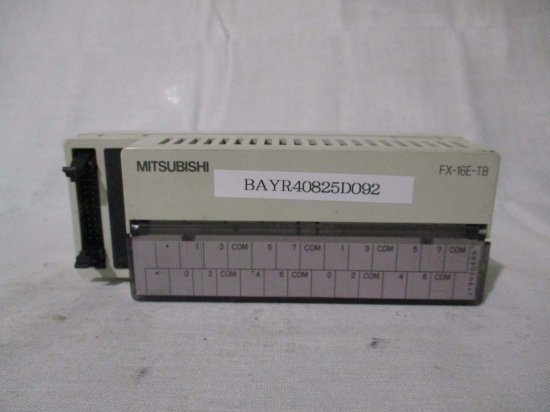 MITSUBISHI
FX-16E-TB
BAYR40825D092
* 1 3 COM 5 7 COM 1 3 COM 5 7 COM
* 0 2 COM 4 6 COM 0 2 COM 4 6 COM